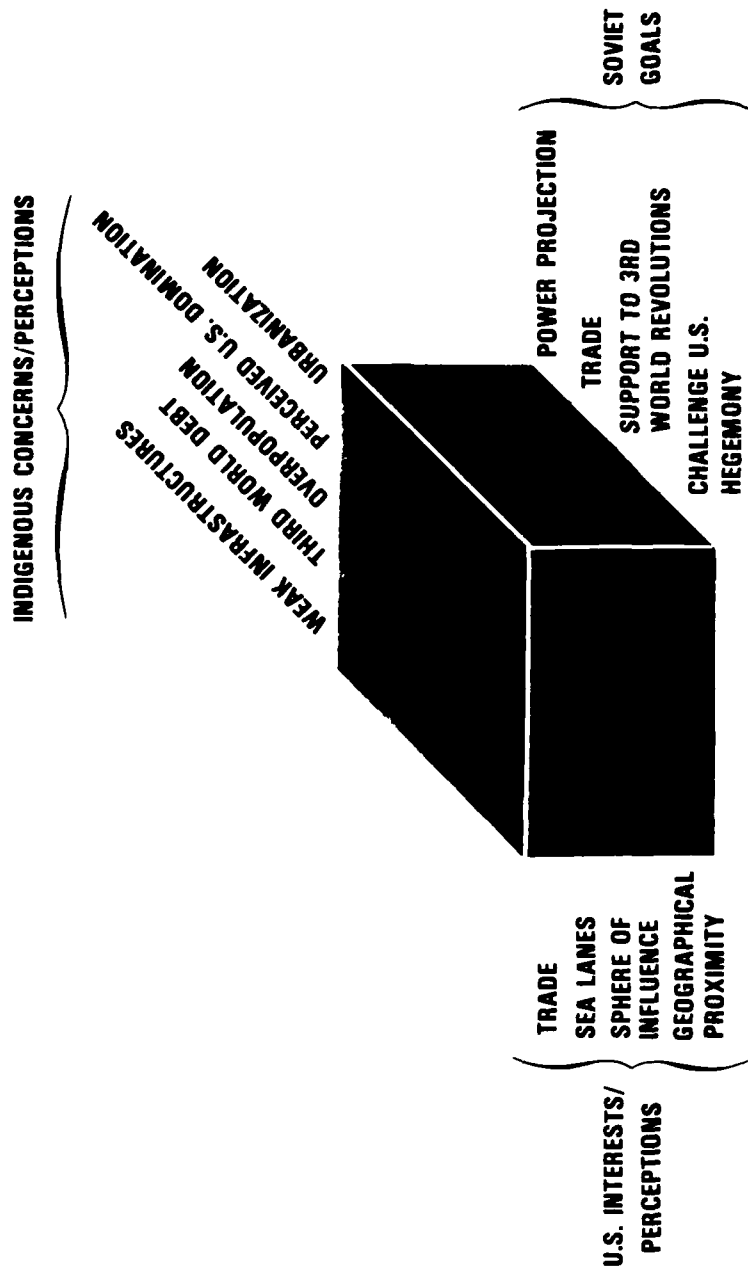 INDIGENOUS CONCERNS/PERCEPTIONS
WEAK INFRASTRUCTURES
THIRD WORLD DEBT
OVERPOPULATION
PERCEIVED U.S. DOMINATION
URBANIZATION
U.S. INTERESTS/
PERCEPTIONS
TRADE
SEA LANES
SPHERE OF
INFLUENCE
GEOGRAPHICAL
PROXIMITY
POWER PROJECTION
TRADE
SUPPORT TO 3RD
WORLD REVOLUTIONS
CHALLENGE U.S.
HEGEMONY
SOVIET
GOALS